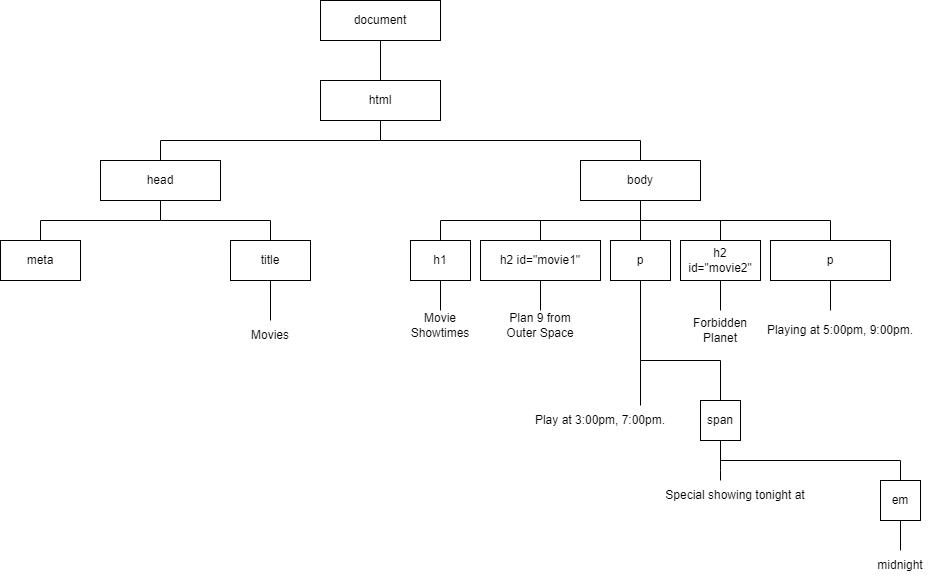 document
html
head
body
meta
title
h1
h2 id="movie1"
p
h2
id="movie2"
p
Movies
Movie
Showtimes
Plan 9 from
Outer Space
Forbidden
Planet
Playing at 5:00pm, 9:00pm.
Play at 3:00pm, 7:00pm.
span
Special showing tonight at
em
midnight